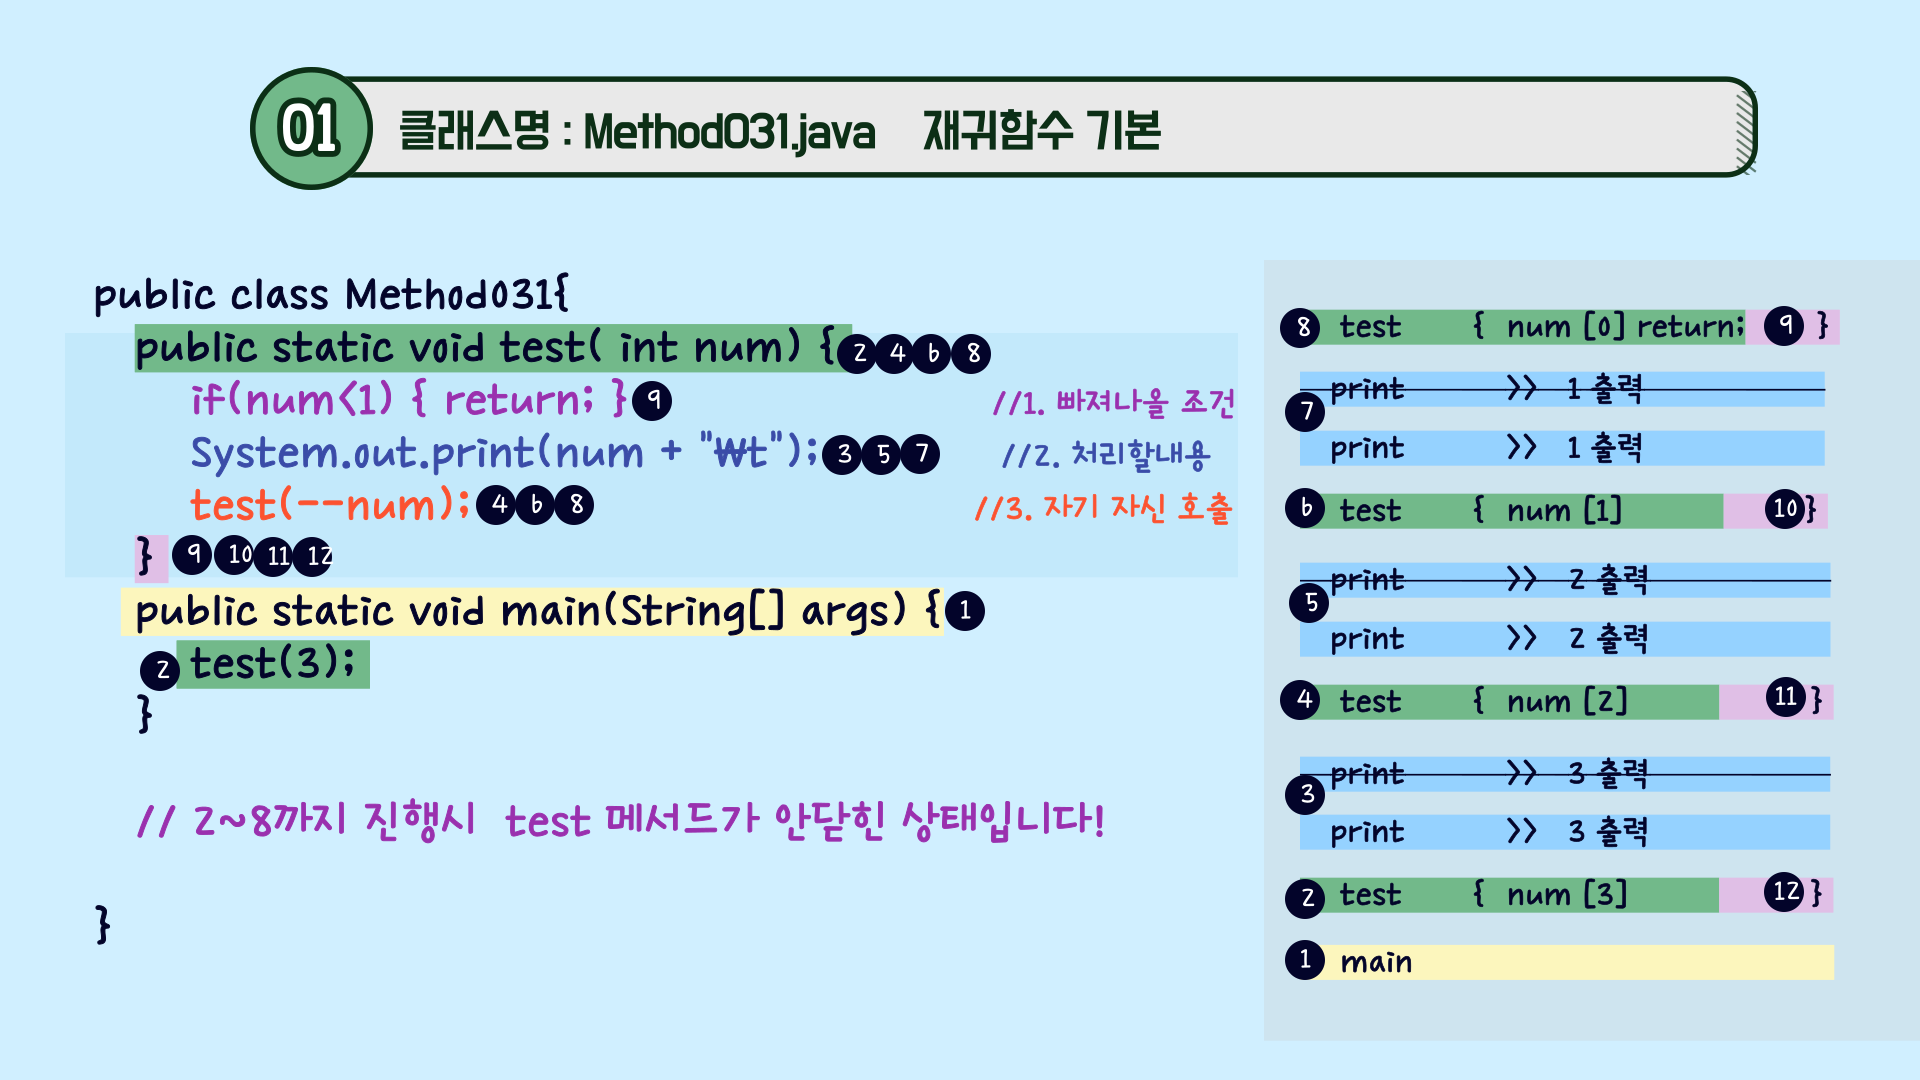 01 클래스명 : Method031.java 재귀함수 기본
public class Method031{
public static void test( int num) { 2 4 6 8
if(num<1) { return; } 9 //1. 빠져나올 조건
System.out.print(num + "₩t"); 3 5 7 //2. 처리할내용
test(--num); 4 6 8 //3. 자기 자신 호출
} 9 10 11 12
public static void main(String[] args) { 1
2 test(3);
}
// 2~8까지 진행시 test 메서드가 안닫힌 상태입니다!
}
8 test { num [0] return; 9 }
print >> 1 출력
7
print >> 1 출력
6 test { num [1] 10 }
print >> 2 출력
5
print >> 2 출력
4 test { num [2] 11 }
print >> 3 출력
3
print >> 3 출력
2 test { num [3] 12 }
1 main